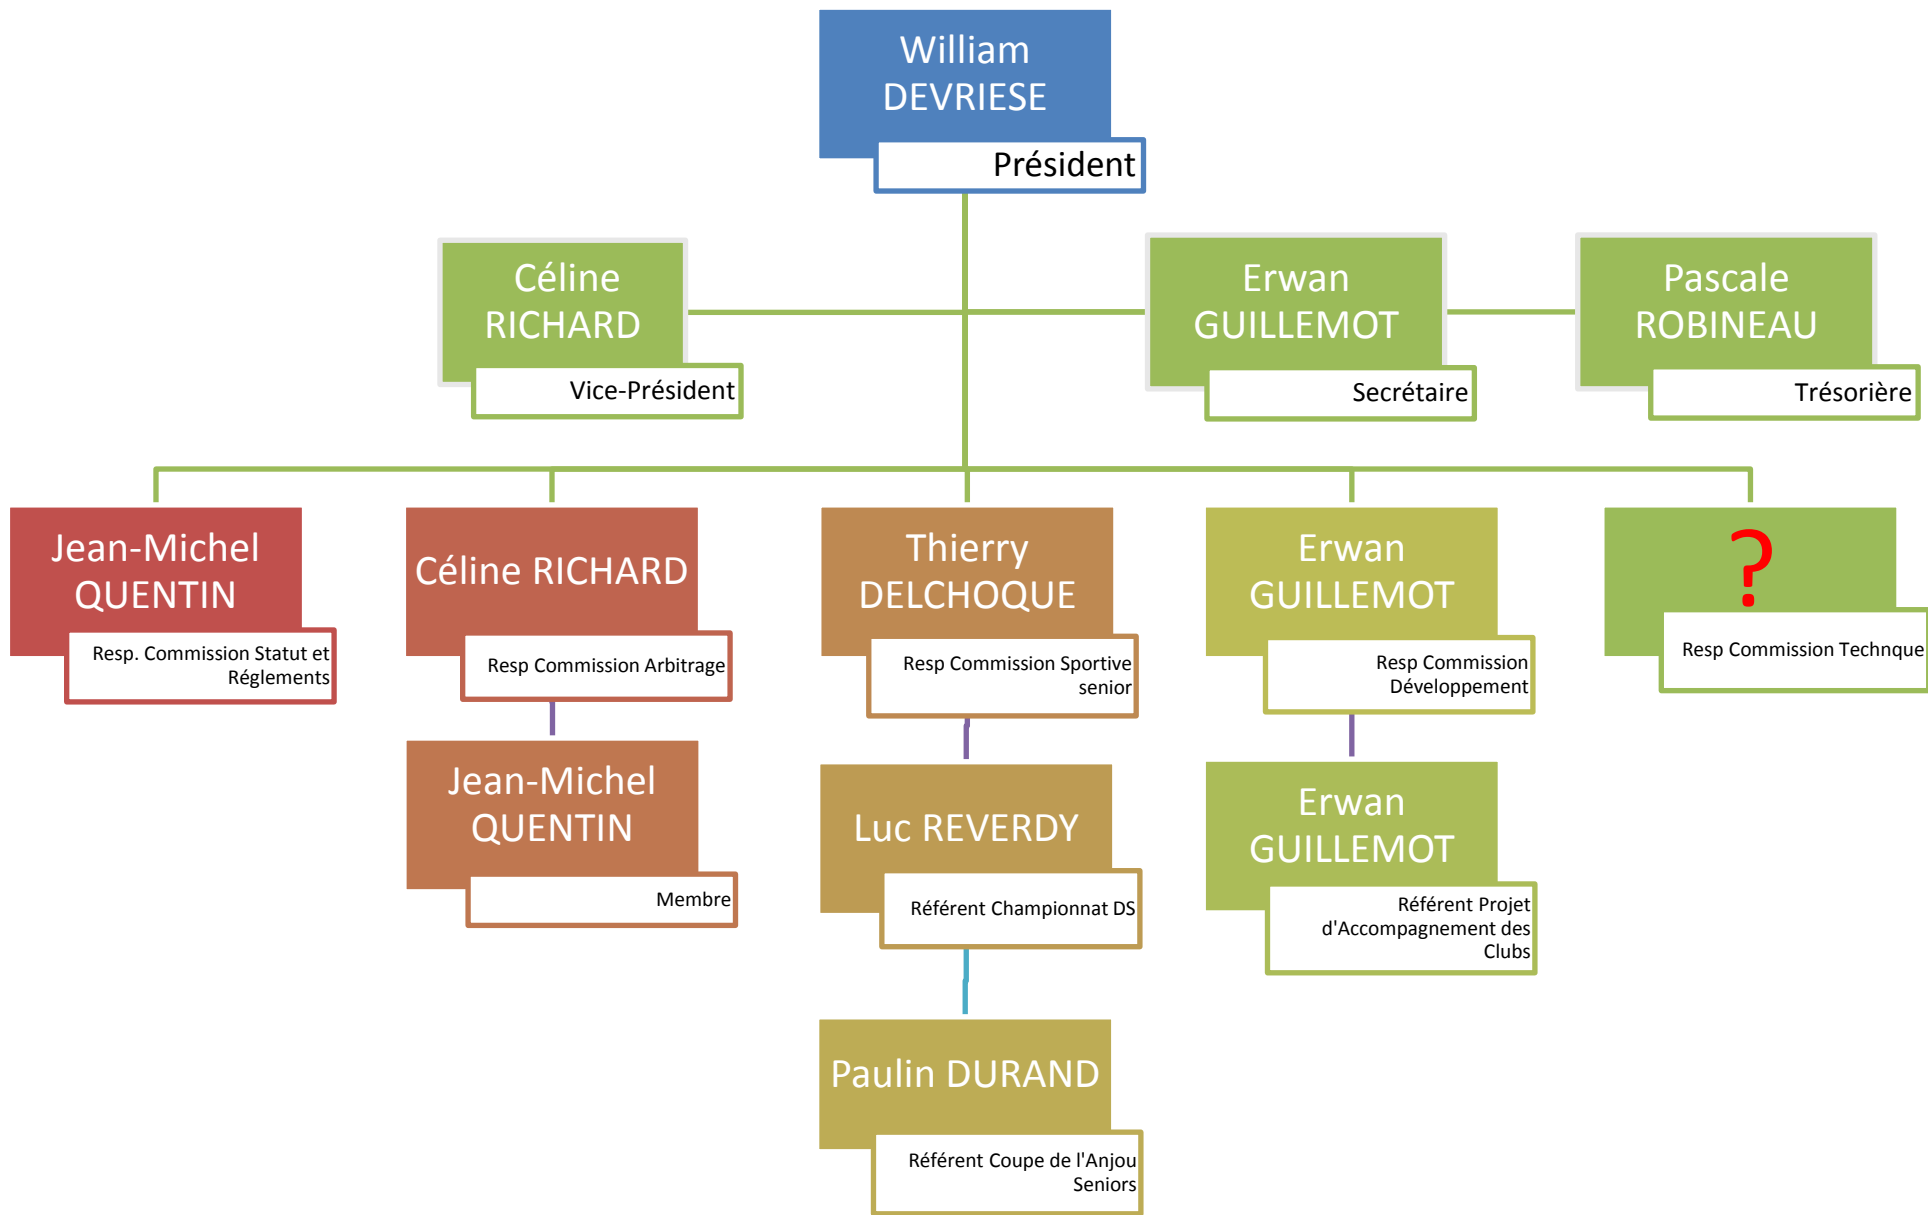 William
DEVRIESE
Président
Céline
RICHARD
Vice-Président
Erwan
GUILLEMOT
Secrétaire
Pascale
ROBINEAU
Trésorière
Jean-Michel
QUENTIN
Resp. Commission Statut et
Réglements
Céline RICHARD
Resp Commission Arbitrage
Thierry
DELCHOQUE
Resp Commission Sportive
senior
Erwan
GUILLEMOT
Resp Commission
Développement
?
Resp Commission Technque
Jean-Michel
QUENTIN
Membre
Luc REVERDY
Référent Championnat DS
Erwan
GUILLEMOT
Référent Projet
d'Accompagnement des
Clubs
Paulin DURAND
Référent Coupe de l'Anjou
Seniors